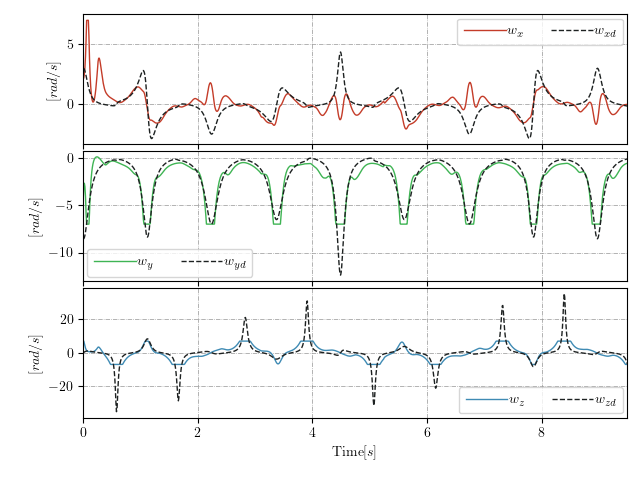 5
0
[rad/s]
w_x w_xd
0
−5
−10
[rad/s]
w_y w_yd
20
0
−20
[rad/s]
w_z w_zd
0 2 4 6 8
Time[s]